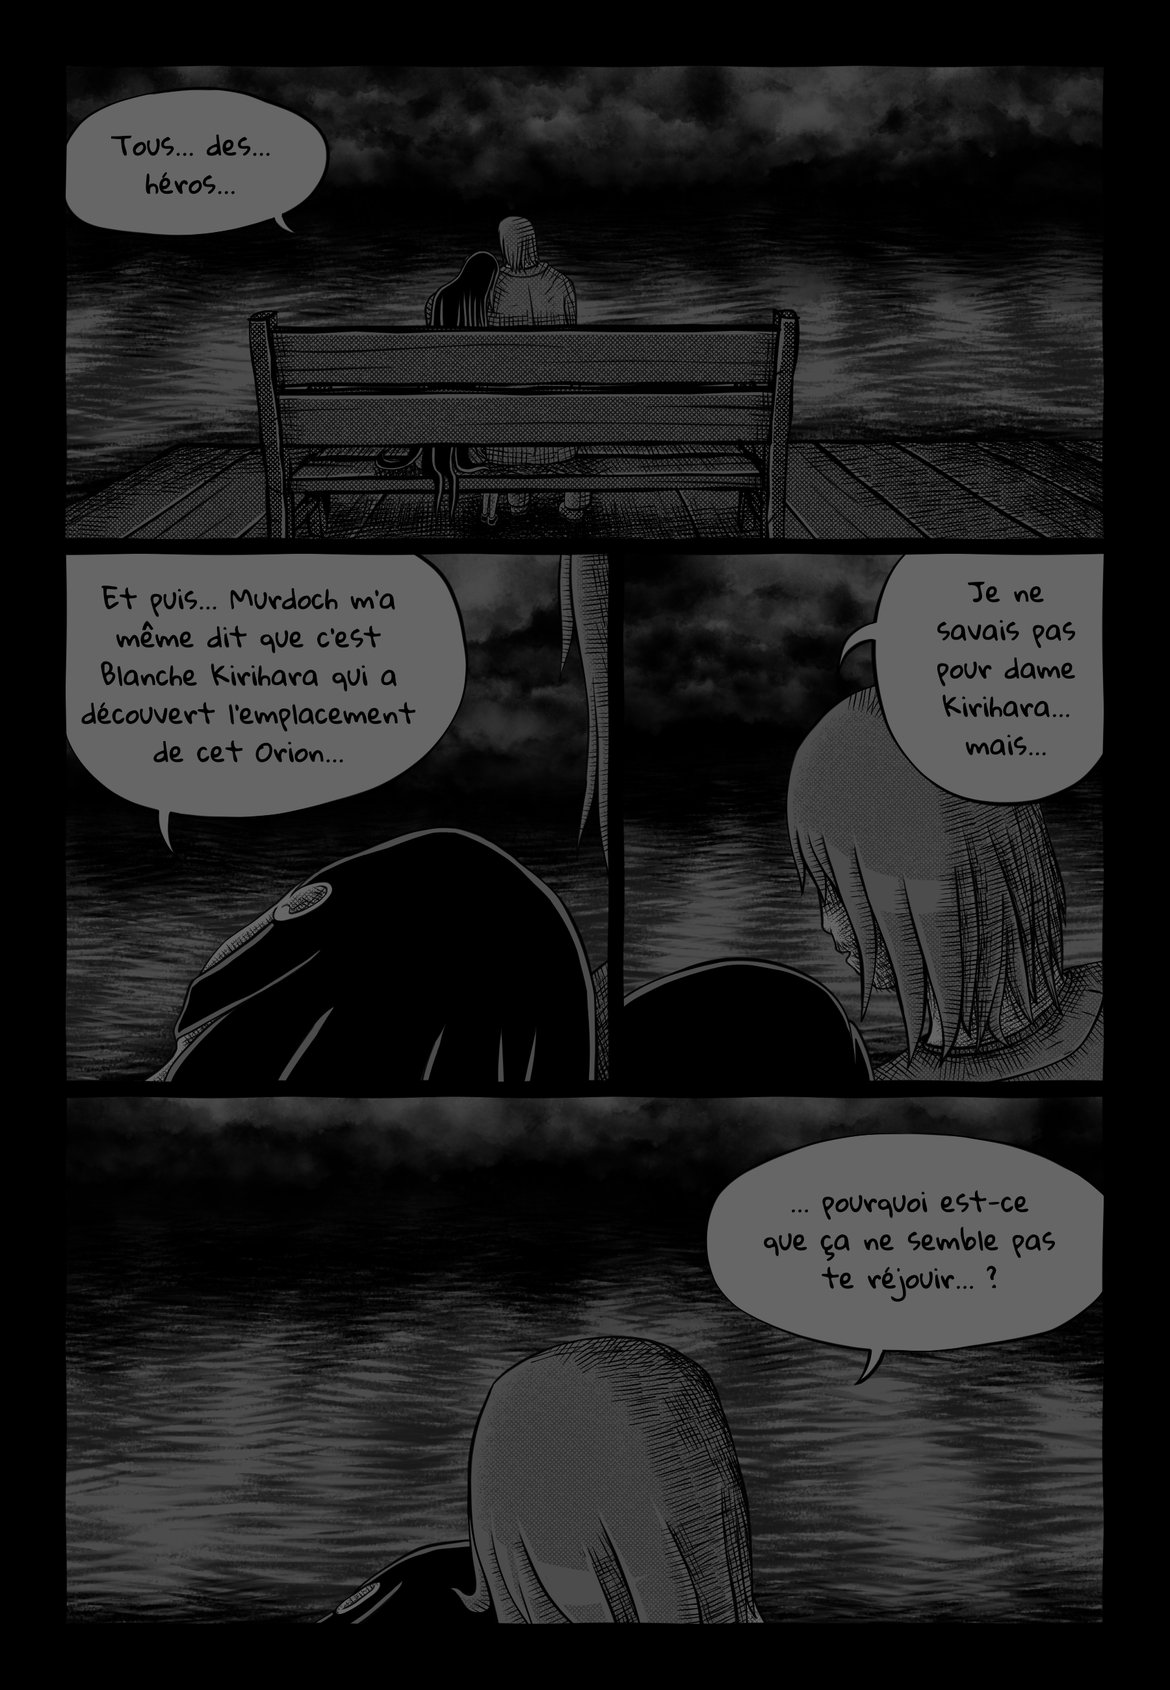 Tous... des...
héros...
Et puis... Murdoch m'a
même dit que c'est
Blanche Kirihara qui a
découvert l'emplacement
de cet Orion...
Je ne
savais pas
pour dame
Kirihara...
mais...
... pourquoi est-ce
que ça ne semble pas
te réjouir... ?